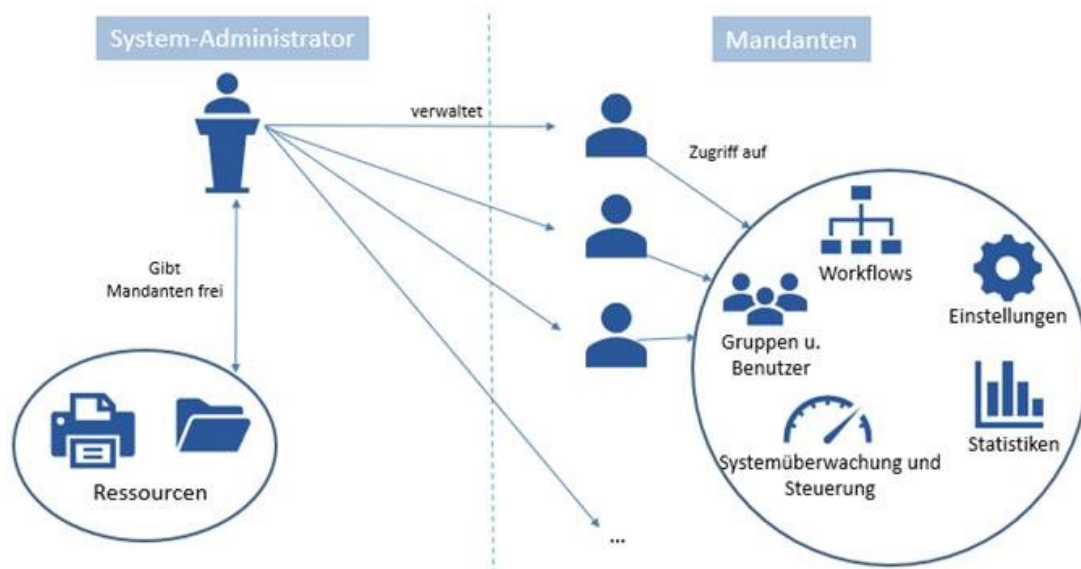 System-Administrator
Mandanten
verwaltet
Zugriff auf
Gibt
Mandanten frei
Workflows
Einstellungen
Gruppen u.
Benutzer
Statistiken
Systemüberwachung und
Steuerung
Ressourcen
...